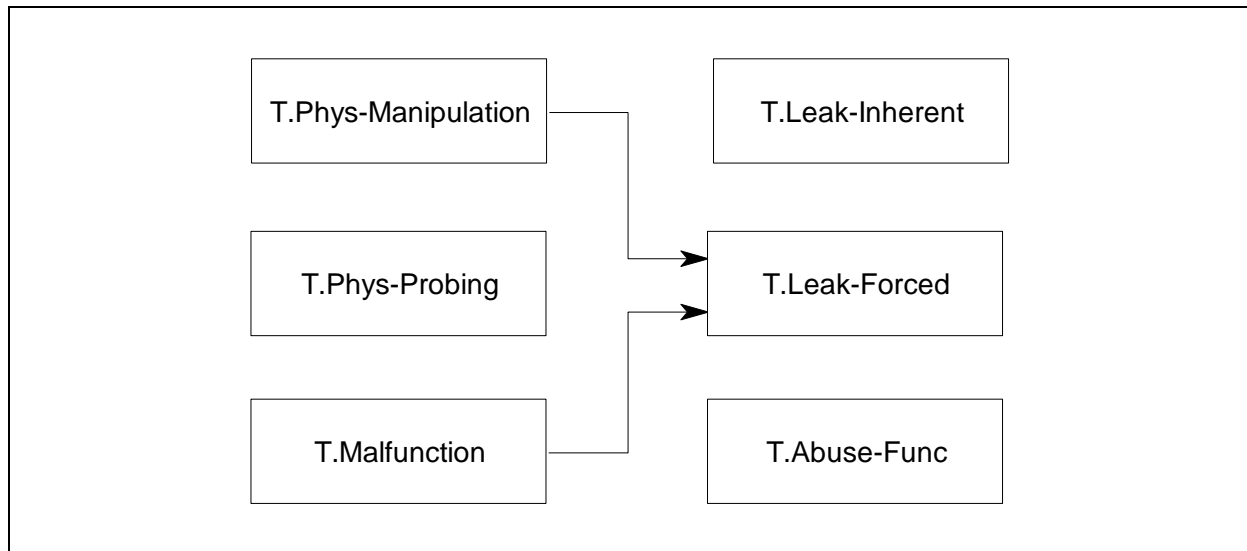 T.Phys-Manipulation
T.Leak-Inherent
T.Phys-Probing
T.Leak-Forced
T.Malfunction
T.Abuse-Func